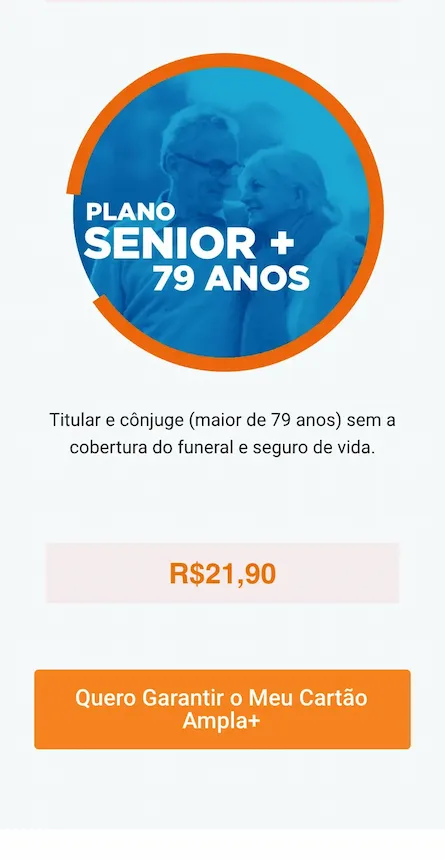 PLANO
SENIOR +
79 ANOS
Titular e cônjuge (maior de 79 anos) sem a
cobertura do funeral e seguro de vida.
R$21,90
Quero Garantir o Meu Cartão
Ampla+